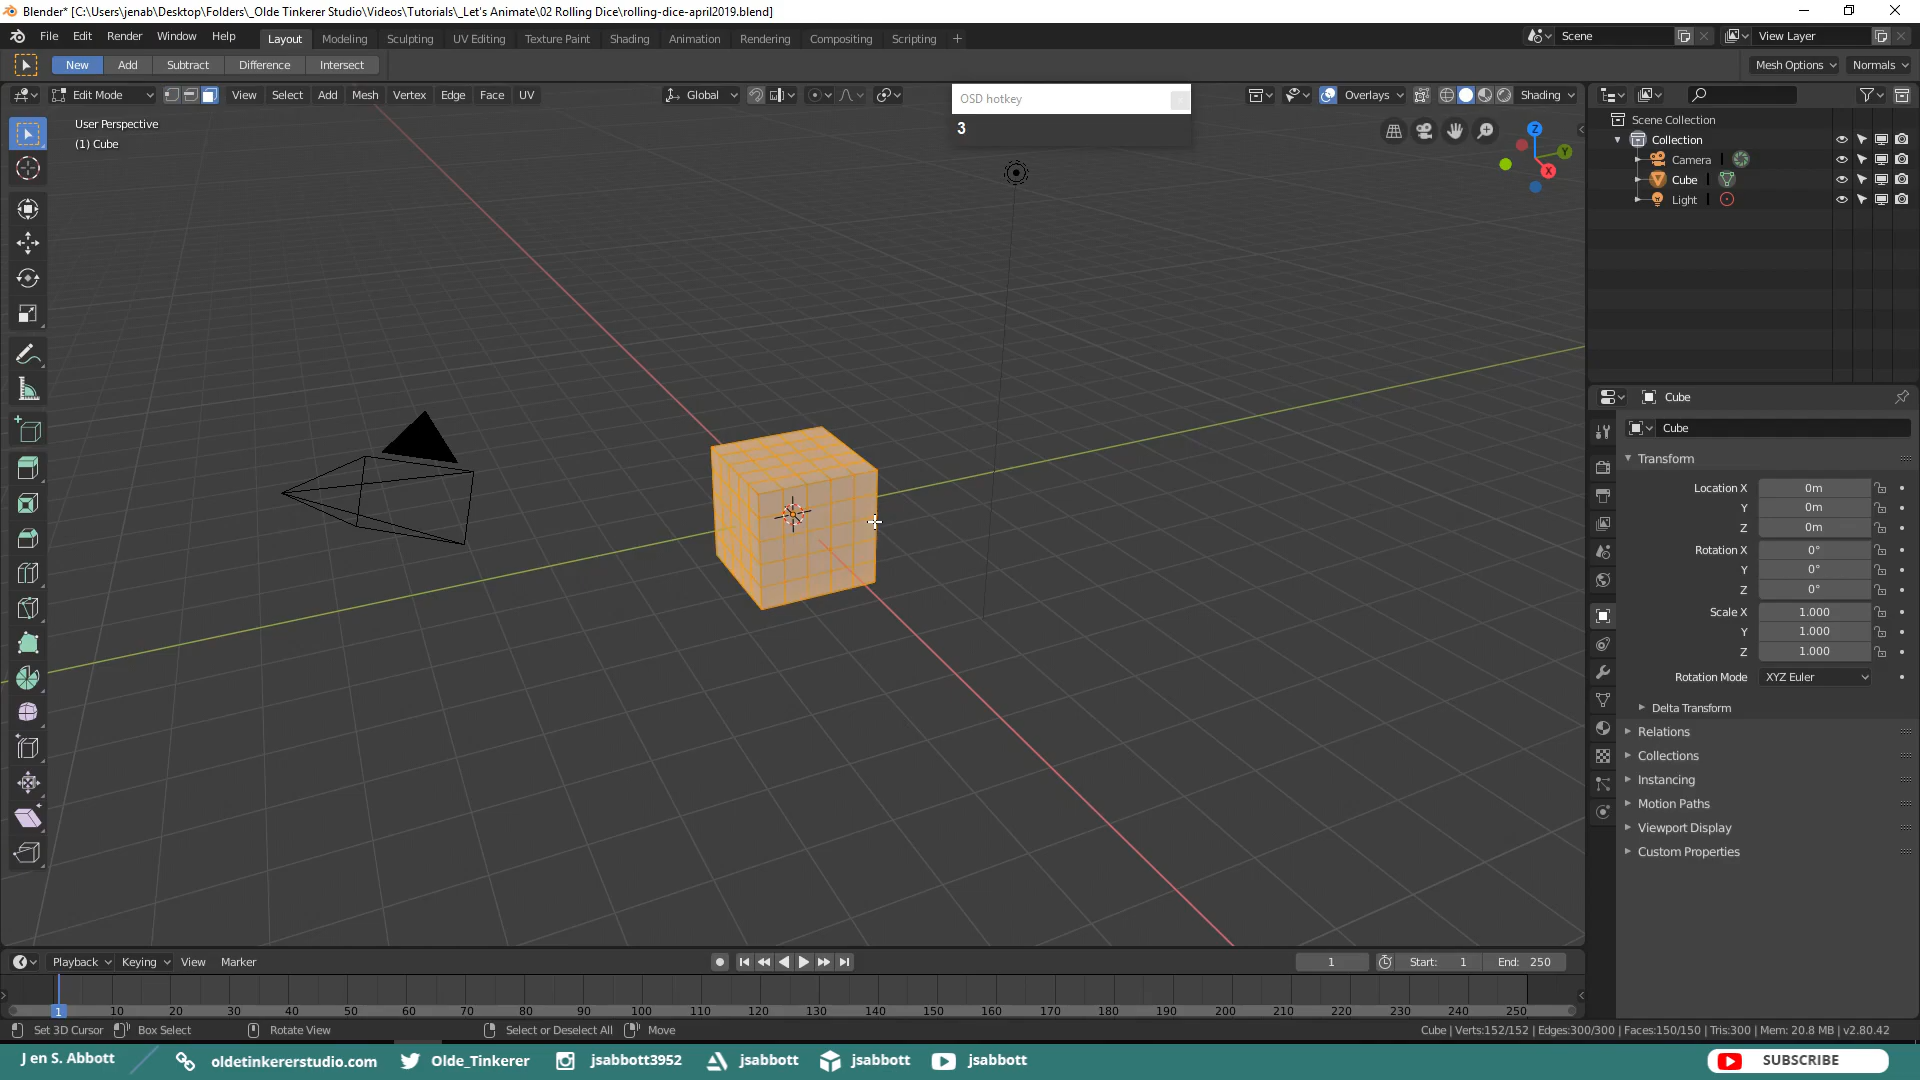 Blender* [C:\Users\jenab\Desktop\Folders\_Olde Tinkerer Studio\Videos\Tutorials\_Let's Animate\02 Rolling Dice\rolling-dice-april2019.blend]
File Edit Render Window Help Layout Modeling Sculpting UV Editing Texture Paint Shading Animation Rendering Compositing Scripting + Scene View Layer
New Add Subtract Difference Intersect Mesh Options Normals
Edit Mode View Select Add Mesh Vertex Edge Face UV Global OSD hotkey Overlays Shading
3
User Perspective
(1) Cube
Z
Y
X
Scene Collection
Collection
Camera
Cube
Light
Cube
Cube
Transform
Location X 0m
Y 0m
Z 0m
Rotation X 0°
Y 0°
Z 0°
Scale X 1.000
Y 1.000
Z 1.000
Rotation Mode XYZ Euler
Delta Transform
Relations
Collections
Instancing
Motion Paths
Viewport Display
Custom Properties
Playback Keying View Marker 1 Start: 1 End: 250
1 10 20 30 40 50 60 70 80 90 100 110 120 130 140 150 160 170 180 190 200 210 220 230 240 250
Set 3D Cursor Box Select Rotate View Select or Deselect All Move Cube | Verts:152/152 | Edges:300/300 | Faces:150/150 | Tris:300 | Mem: 20.8 MB | v2.80.42
J en S. Abbott oldetinkererstudio.com Olde_Tinkerer jsabbott3952 jsabbott jsabbott jsabbott SUBSCRIBE